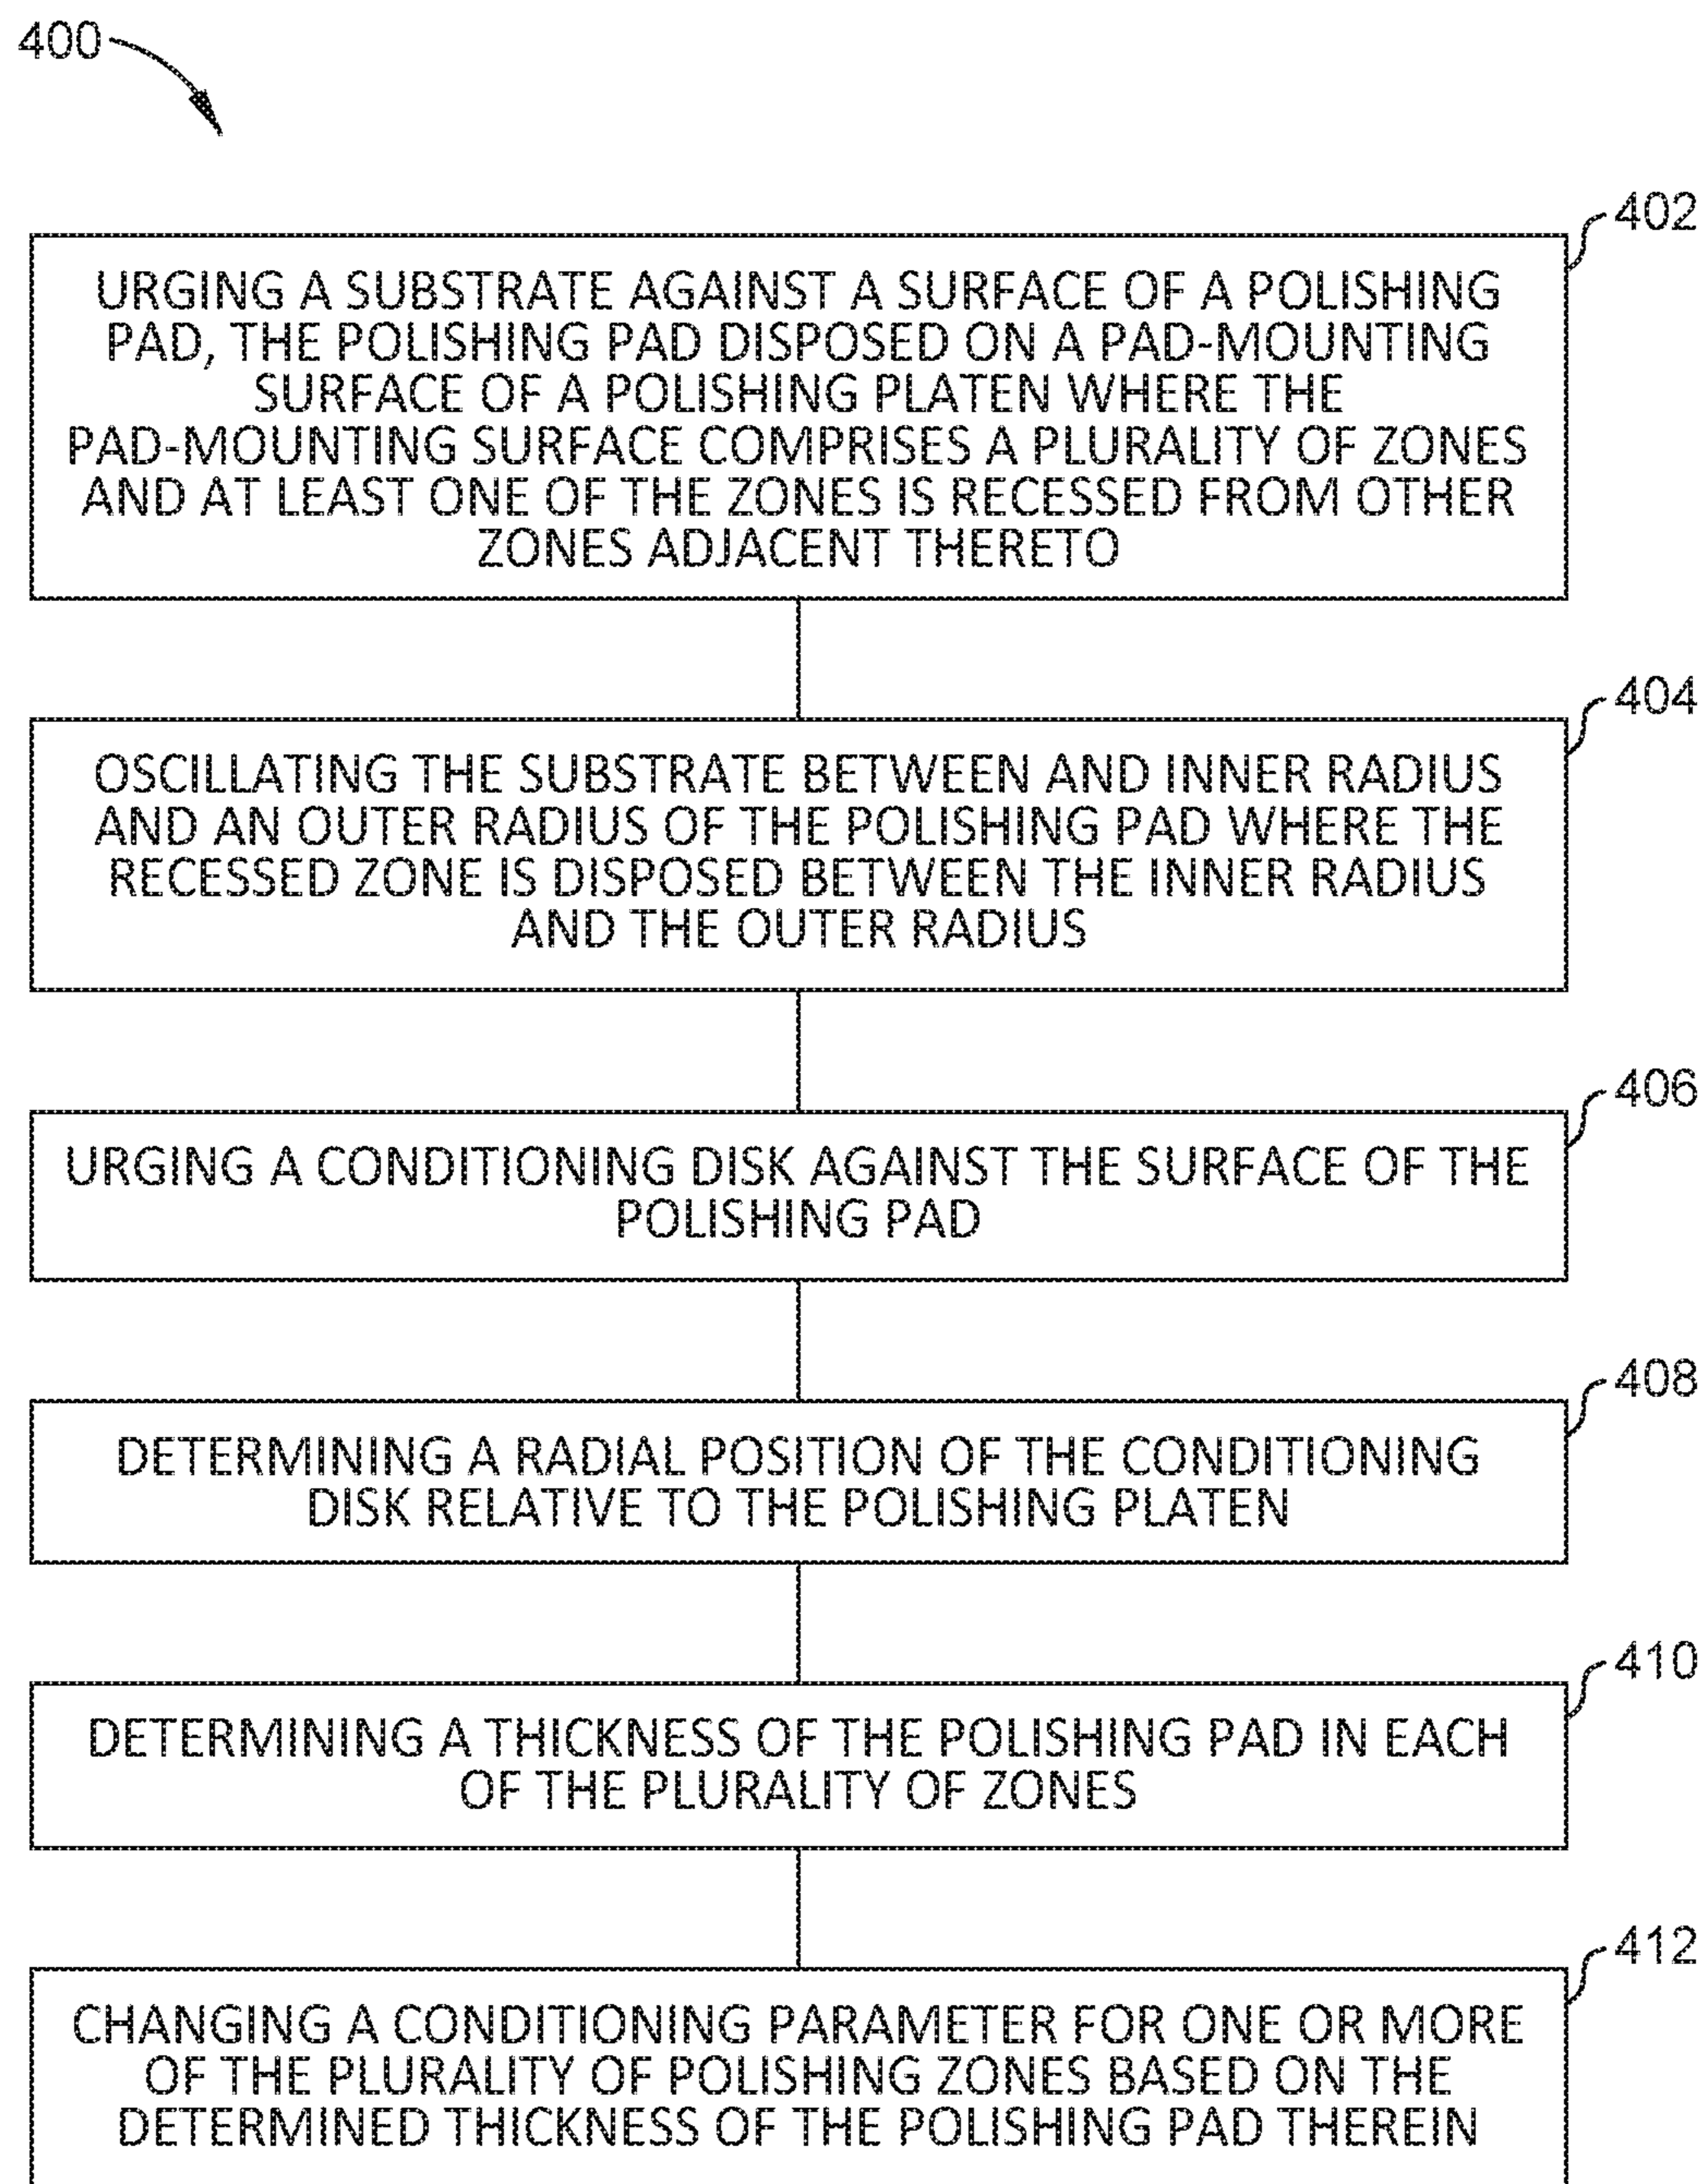 400
402
URGING A SUBSTRATE AGAINST A SURFACE OF A POLISHING
PAD, THE POLISHING PAD DISPOSED ON A PAD-MOUNTING
SURFACE OF A POLISHING PLATEN WHERE THE
PAD-MOUNTING SURFACE COMPRISES A PLURALITY OF ZONES
AND AT LEAST ONE OF THE ZONES IS RECESSED FROM OTHER
ZONES ADJACENT THERETO
404
OSCILLATING THE SUBSTRATE BETWEEN AND INNER RADIUS
AND AN OUTER RADIUS OF THE POLISHING PAD WHERE THE
RECESSED ZONE IS DISPOSED BETWEEN THE INNER RADIUS
AND THE OUTER RADIUS
406
URGING A CONDITIONING DISK AGAINST THE SURFACE OF THE
POLISHING PAD
408
DETERMINING A RADIAL POSITION OF THE CONDITIONING
DISK RELATIVE TO THE POLISHING PLATEN
410
DETERMINING A THICKNESS OF THE POLISHING PAD IN EACH
OF THE PLURALITY OF ZONES
412
CHANGING A CONDITIONING PARAMETER FOR ONE OR MORE
OF THE PLURALITY OF POLISHING ZONES BASED ON THE
DETERMINED THICKNESS OF THE POLISHING PAD THEREIN